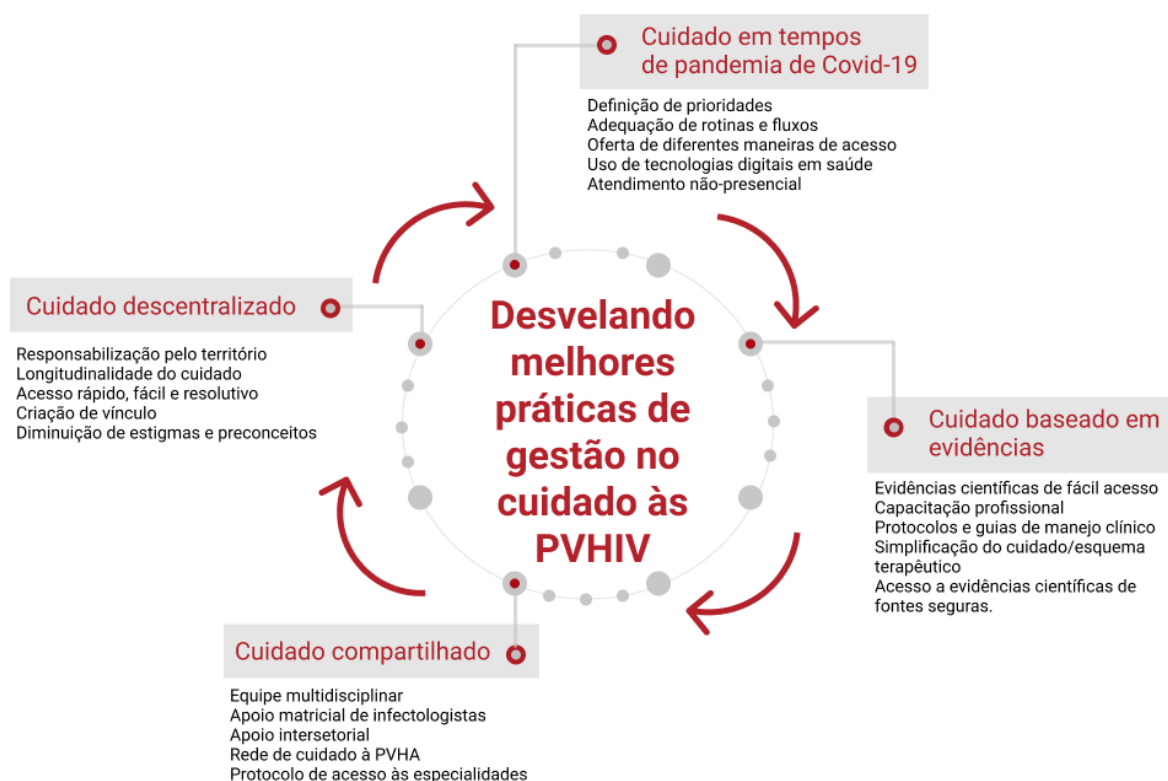 Cuidado em tempos
de pandemia de Covid-19
Definição de prioridades
Adequação de rotinas e fluxos
Oferta de diferentes maneiras de acesso
Uso de tecnologias digitais em saúde
Atendimento não-presencial
Cuidado descentralizado
Responsabilização pelo território
Longitudinalidade do cuidado
Acesso rápido, fácil e resolutivo
Criação de vínculo
Diminuição de estigmas e preconceitos
Desvelando
melhores
práticas de
gestão no
cuidado às
PVHIV
Cuidado baseado em
evidências
Evidências científicas de fácil acesso
Capacitação profissional
Protocolos e guias de manejo clínico
Simplificação do cuidado/esquema
terapêutico
Acesso a evidências científicas de
fontes seguras.
Cuidado compartilhado
Equipe multidisciplinar
Apoio matricial de infectologistas
Apoio intersetorial
Rede de cuidado à PVHA
Protocolo de acesso às especialidades